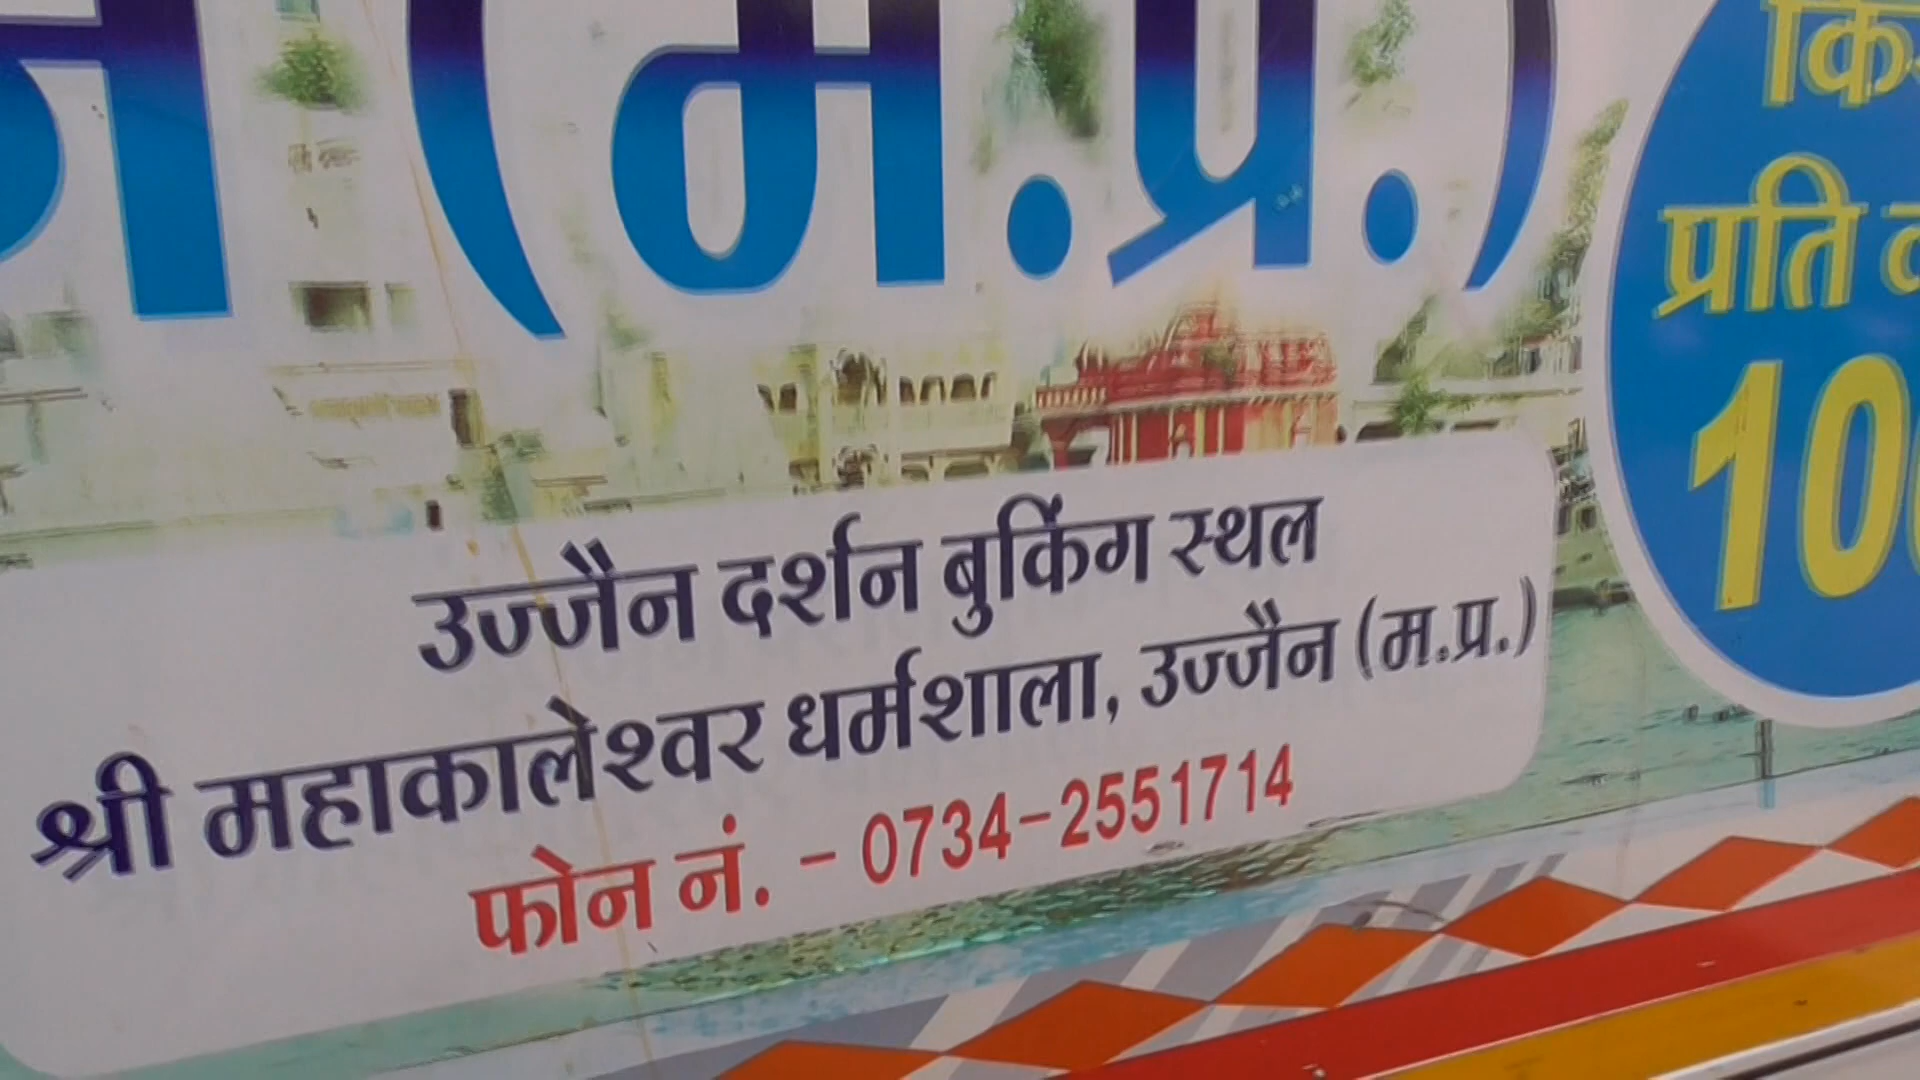 न (म.प्र.)
प्रति
उज्जैन दर्शन बुकिंग स्थल
श्री महाकालेश्वर धर्मशाला, उज्जैन (म.प्र.)
फोन नं. - 0734-2551714